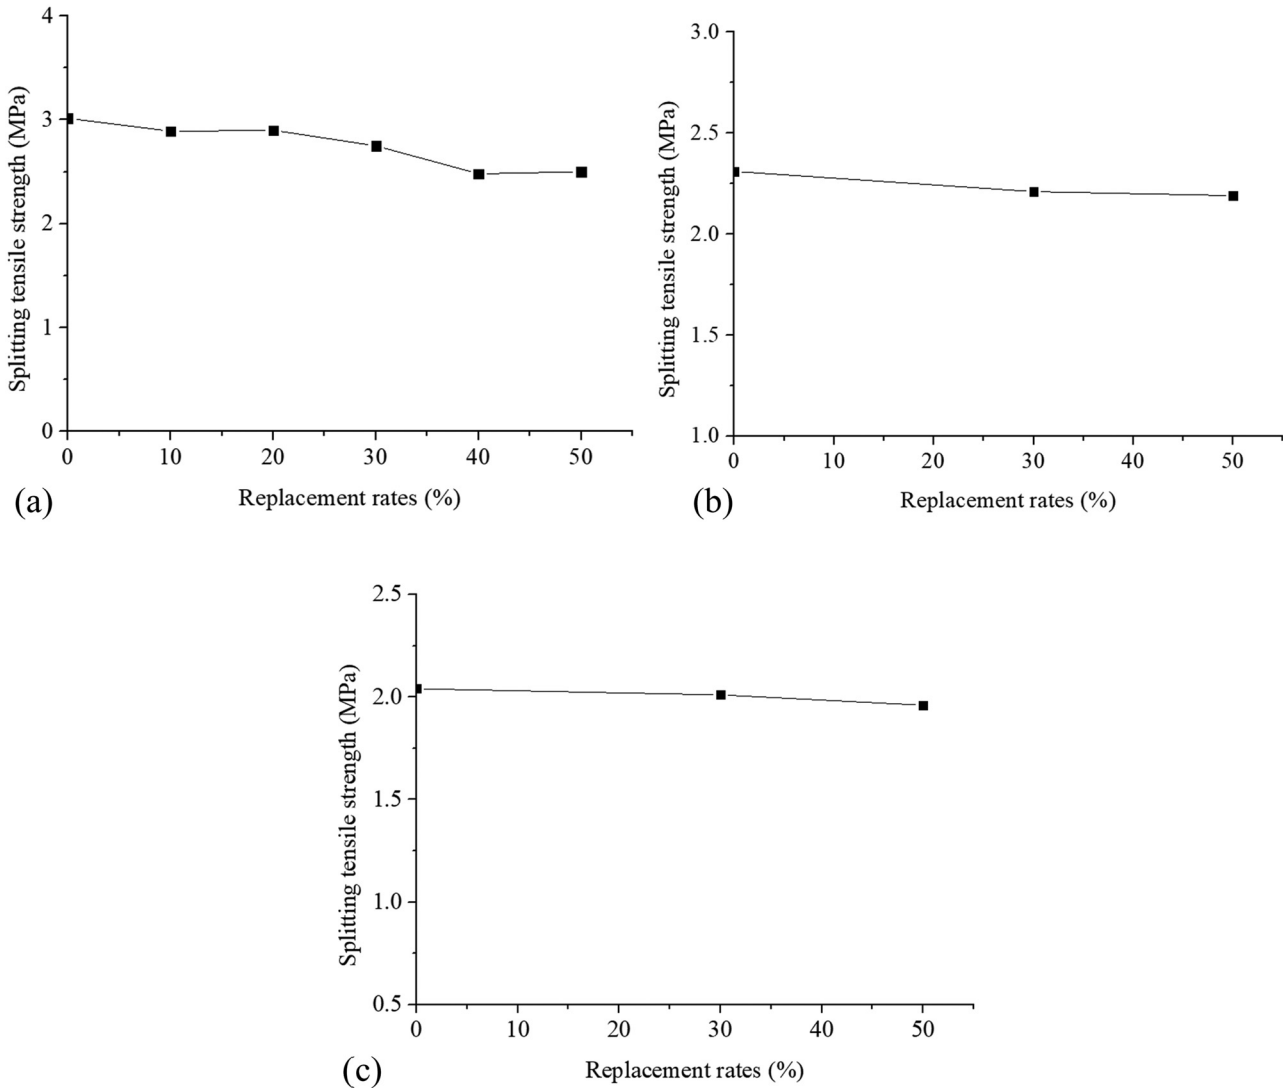 4
3
2
1
0
Splitting tensile strength (MPa)
0 10 20 30 40 50
Replacement rates (%)
(a)
3.0
2.5
2.0
1.5
1.0
Splitting tensile strength (MPa)
0 10 20 30 40 50
Replacement rates (%)
(b)
2.5
2.0
1.5
1.0
0.5
Splitting tensile strength (MPa)
0 10 20 30 40 50
Replacement rates (%)
(c)